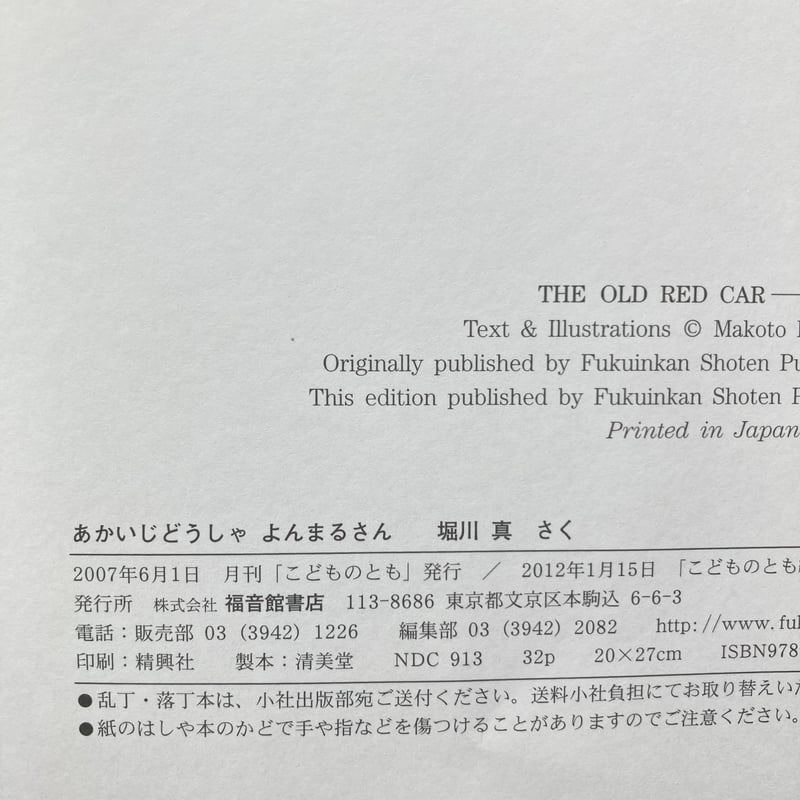 THE OLD RED CAR—
Text & Illustrations © Makoto
Originally published by Fukuinkan Shoten
This edition published by Fukuinkan Shoten
Printed in Japan
あかいじどうしゃ よんまるさん 堀川 真 さく
2007年6月1日 月刊「こどものとも」発行 / 2012年1月15日 「こどものとも
発行所 株式会社 福音館書店 113-8686 東京都文京区本駒込 6-6-3
電話：販売部 03 (3942) 1226 編集部 03 (3942) 2082 http://www.fu
印刷：精興社 製本：清美堂 NDC 913 32p 20×27cm ISBN978
●乱丁・落丁本は、小社出版部宛ご送付ください。送料小社負担にてお取り替えい
●紙のはしや本のかどで手や指などを傷つけることがありますのでご注意ください。